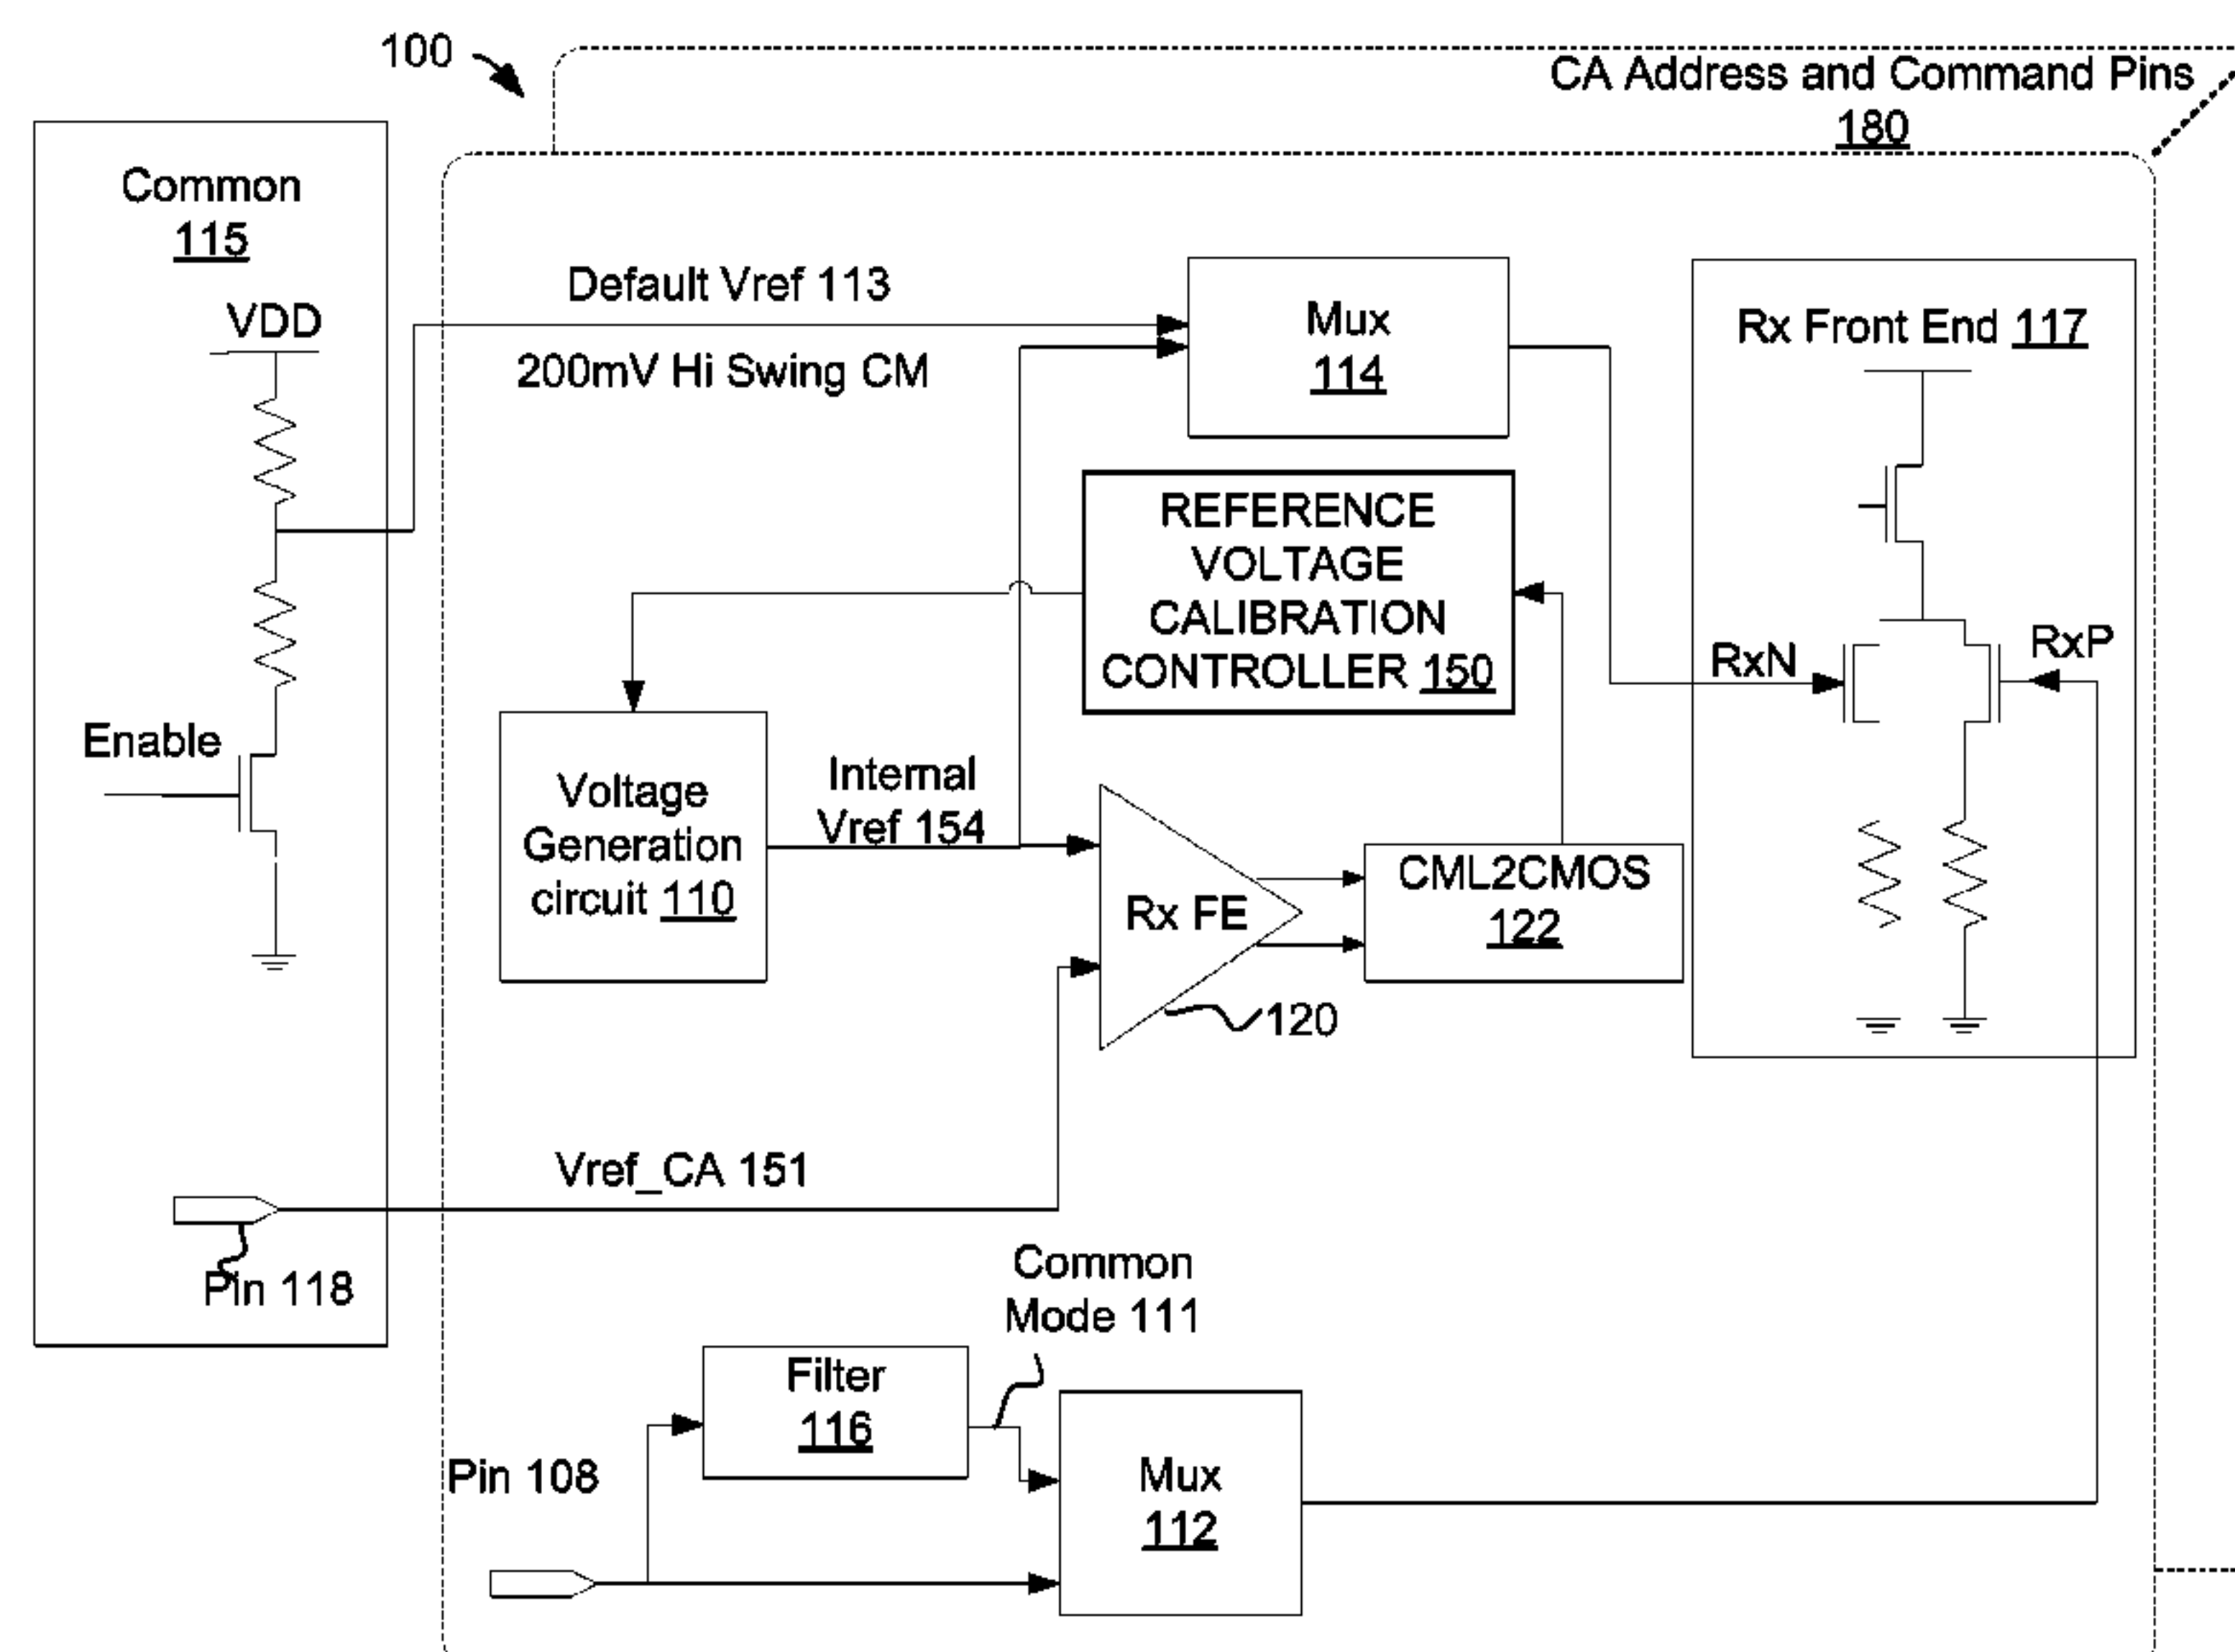 100
CA Address and Command Pins
180
Common
115
VDD
Enable
Pin 118
Default Vref 113
200mV Hi Swing CM
Mux
114
Rx Front End 117
RxN
RxP
REFERENCE
VOLTAGE
CALIBRATION
CONTROLLER 150
Voltage
Generation
circuit 110
Internal
Vref 154
Rx FE
120
CML2CMOS
122
Vref_CA 151
Common
Mode 111
Filter
116
Pin 108
Mux
112